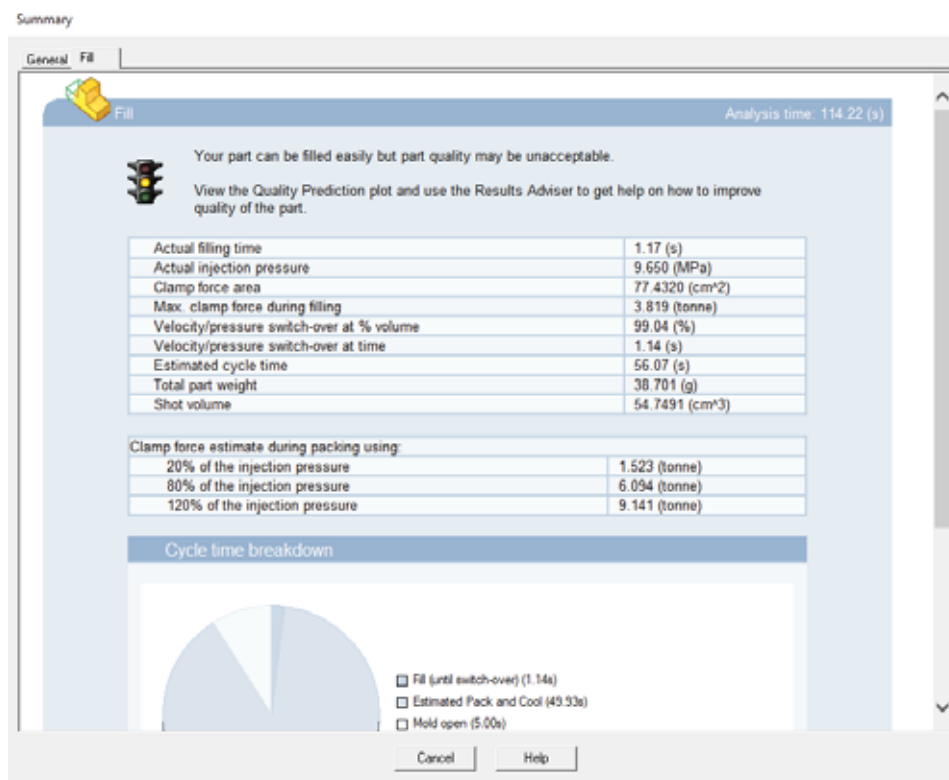 Summary
General Fill
Fill Analysis time: 114.22 (s)
Your part can be filled easily but part quality may be unacceptable.
View the Quality Prediction plot and use the Results Adviser to get help on how to improve
quality of the part.
Actual filling time 1.17 (s)
Actual injection pressure 9.650 (MPa)
Clamp force area 77.4320 (cm^2)
Max. clamp force during filling 3.819 (tonne)
Velocity/pressure switch-over at % volume 99.04 (%)
Velocity/pressure switch-over at time 1.14 (s)
Estimated cycle time 56.07 (s)
Total part weight 38.701 (g)
Shot volume 54.7491 (cm^3)
Clamp force estimate during packing using:
20% of the injection pressure 1.523 (tonne)
80% of the injection pressure 6.094 (tonne)
120% of the injection pressure 9.141 (tonne)
Cycle time breakdown
Fill (until switch-over) (1.14s)
Estimated Pack and Cool (49.93s)
Mold open (5.00s)
Cancel Help